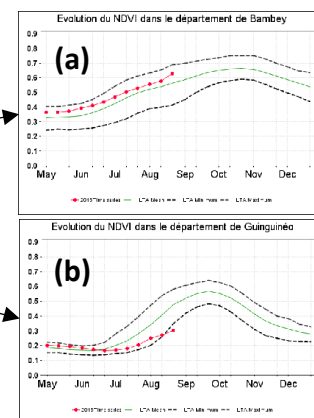 Evolution du NDVI dans le département de Bambey
(a)
0.9
0.8
0.7
0.6
0.5
0.4
0.3
0.2
0.1
0.0
May Jun Jul Aug Sep Oct Nov Dec
LTA Mean LTA Maximum
Evolution du NDVI dans le département de Guinguinéo
(b)
0.9
0.8
0.7
0.6
0.5
0.4
0.3
0.2
0.1
0.0
May Jun Jul Aug Sep Oct Nov Dec
LTA Mean LTA Maximum